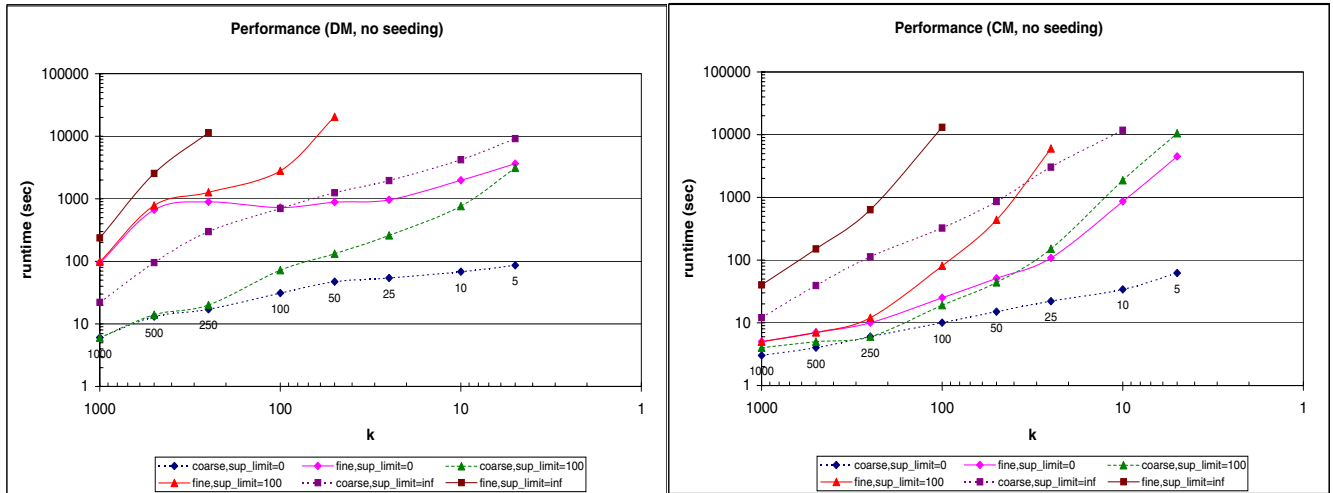 Performance (DM, no seeding)
100000
10000
1000
100
10
1
runtime (sec)
1000
500
250
100
50
25
10
5
1000
100
10
1
k
coarse,sup_limit=0
fine,sup_limit=0
coarse,sup_limit=100
fine,sup_limit=100
coarse,sup_limit=inf
fine,sup_limit=inf
Performance (CM, no seeding)
100000
10000
1000
100
10
1
runtime (sec)
1000
500
250
100
50
25
10
5
1000
100
10
1
k
coarse,sup_limit=0
fine,sup_limit=0
coarse,sup_limit=100
fine,sup_limit=100
coarse,sup_limit=inf
fine,sup_limit=inf